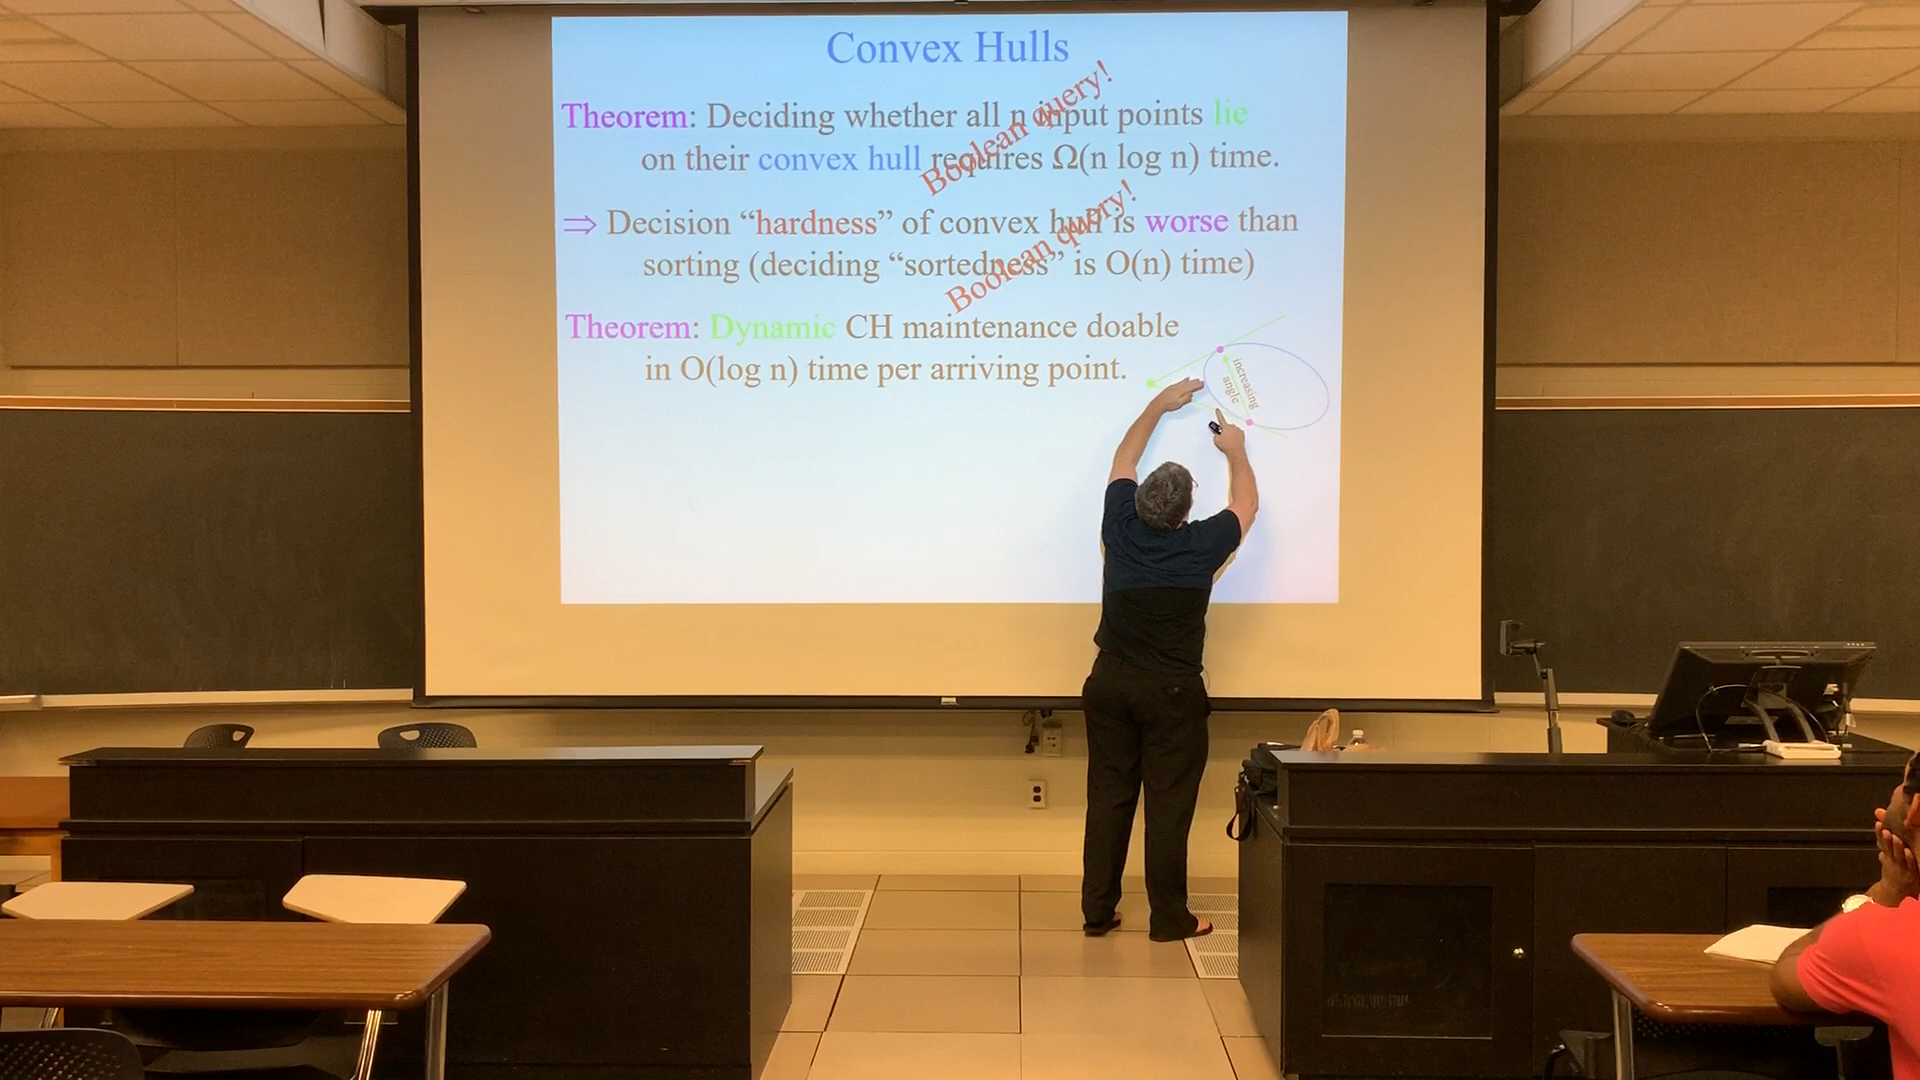 Convex Hulls
Theorem: Deciding whether all n input points lie
on their convex hull requires Ω(n log n) time.
Boolean query!
⇒ Decision “hardness” of convex hull is worse than
sorting (deciding “sortedness” is O(n) time)
Boolean query!
Theorem: Dynamic CH maintenance doable
in O(log n) time per arriving point.
increasing
angle